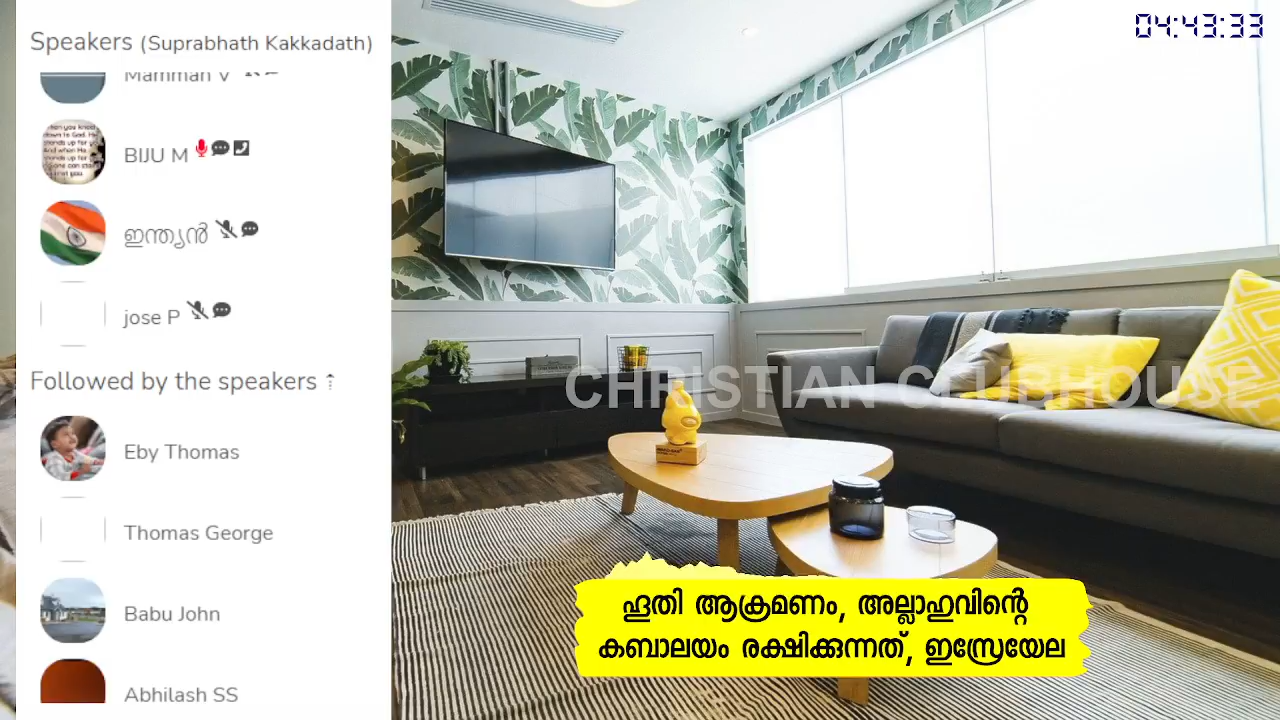 Speakers (Suprabhath Kakkadath)
Mamman V
BIJU M
ഇന്ത്യൻ
jose P
Followed by the speakers
Eby Thomas
Thomas George
Babu John
Abhilash SS
04:43:33
CHRISTIAN CLUBHOUSE
ഹൂതി ആക്രമണം, അല്ലാഹുവിന്റെ
കബാലയം രക്ഷിക്കുന്നത്, ഇസ്രേയേല